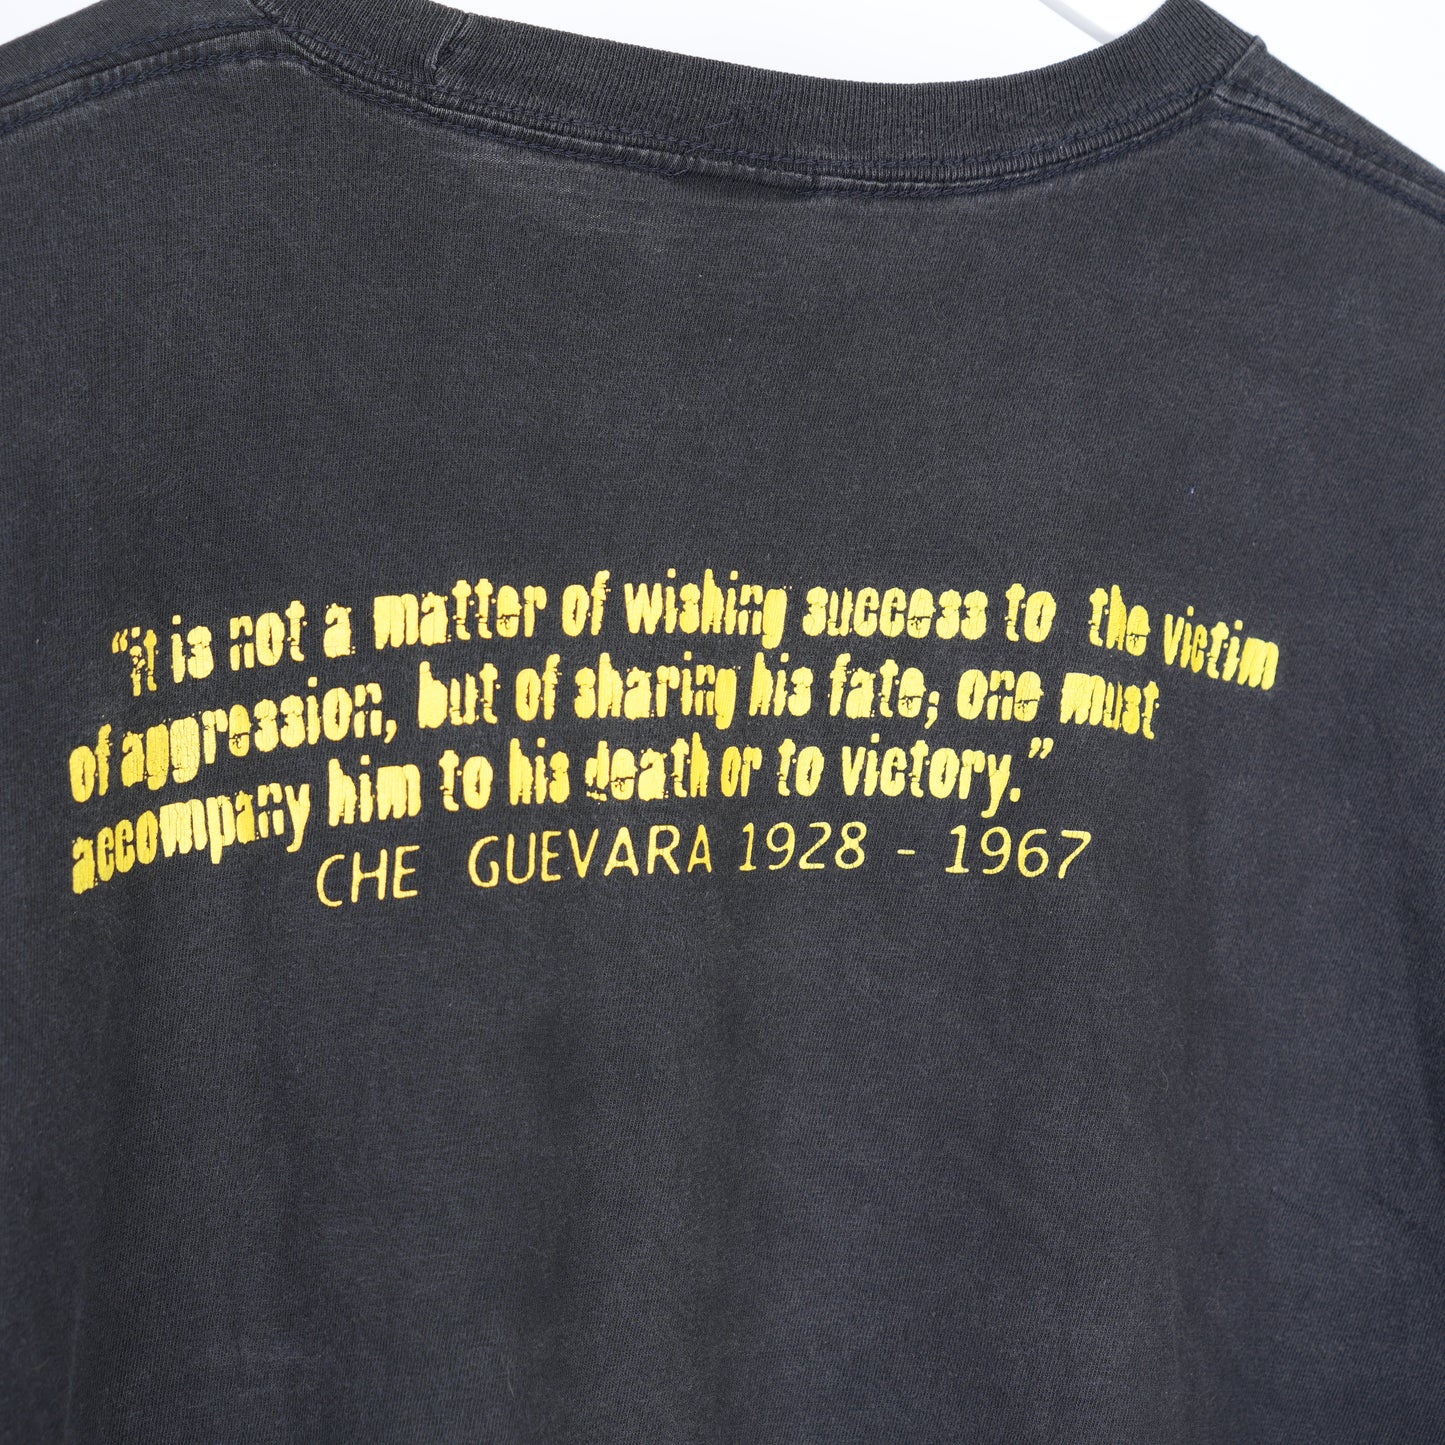 “it is not a matter of wishing success to the victim
of aggression, but of sharing his fate; one must
accompany him to his death or to victory.”
CHE GUEVARA 1928 - 1967